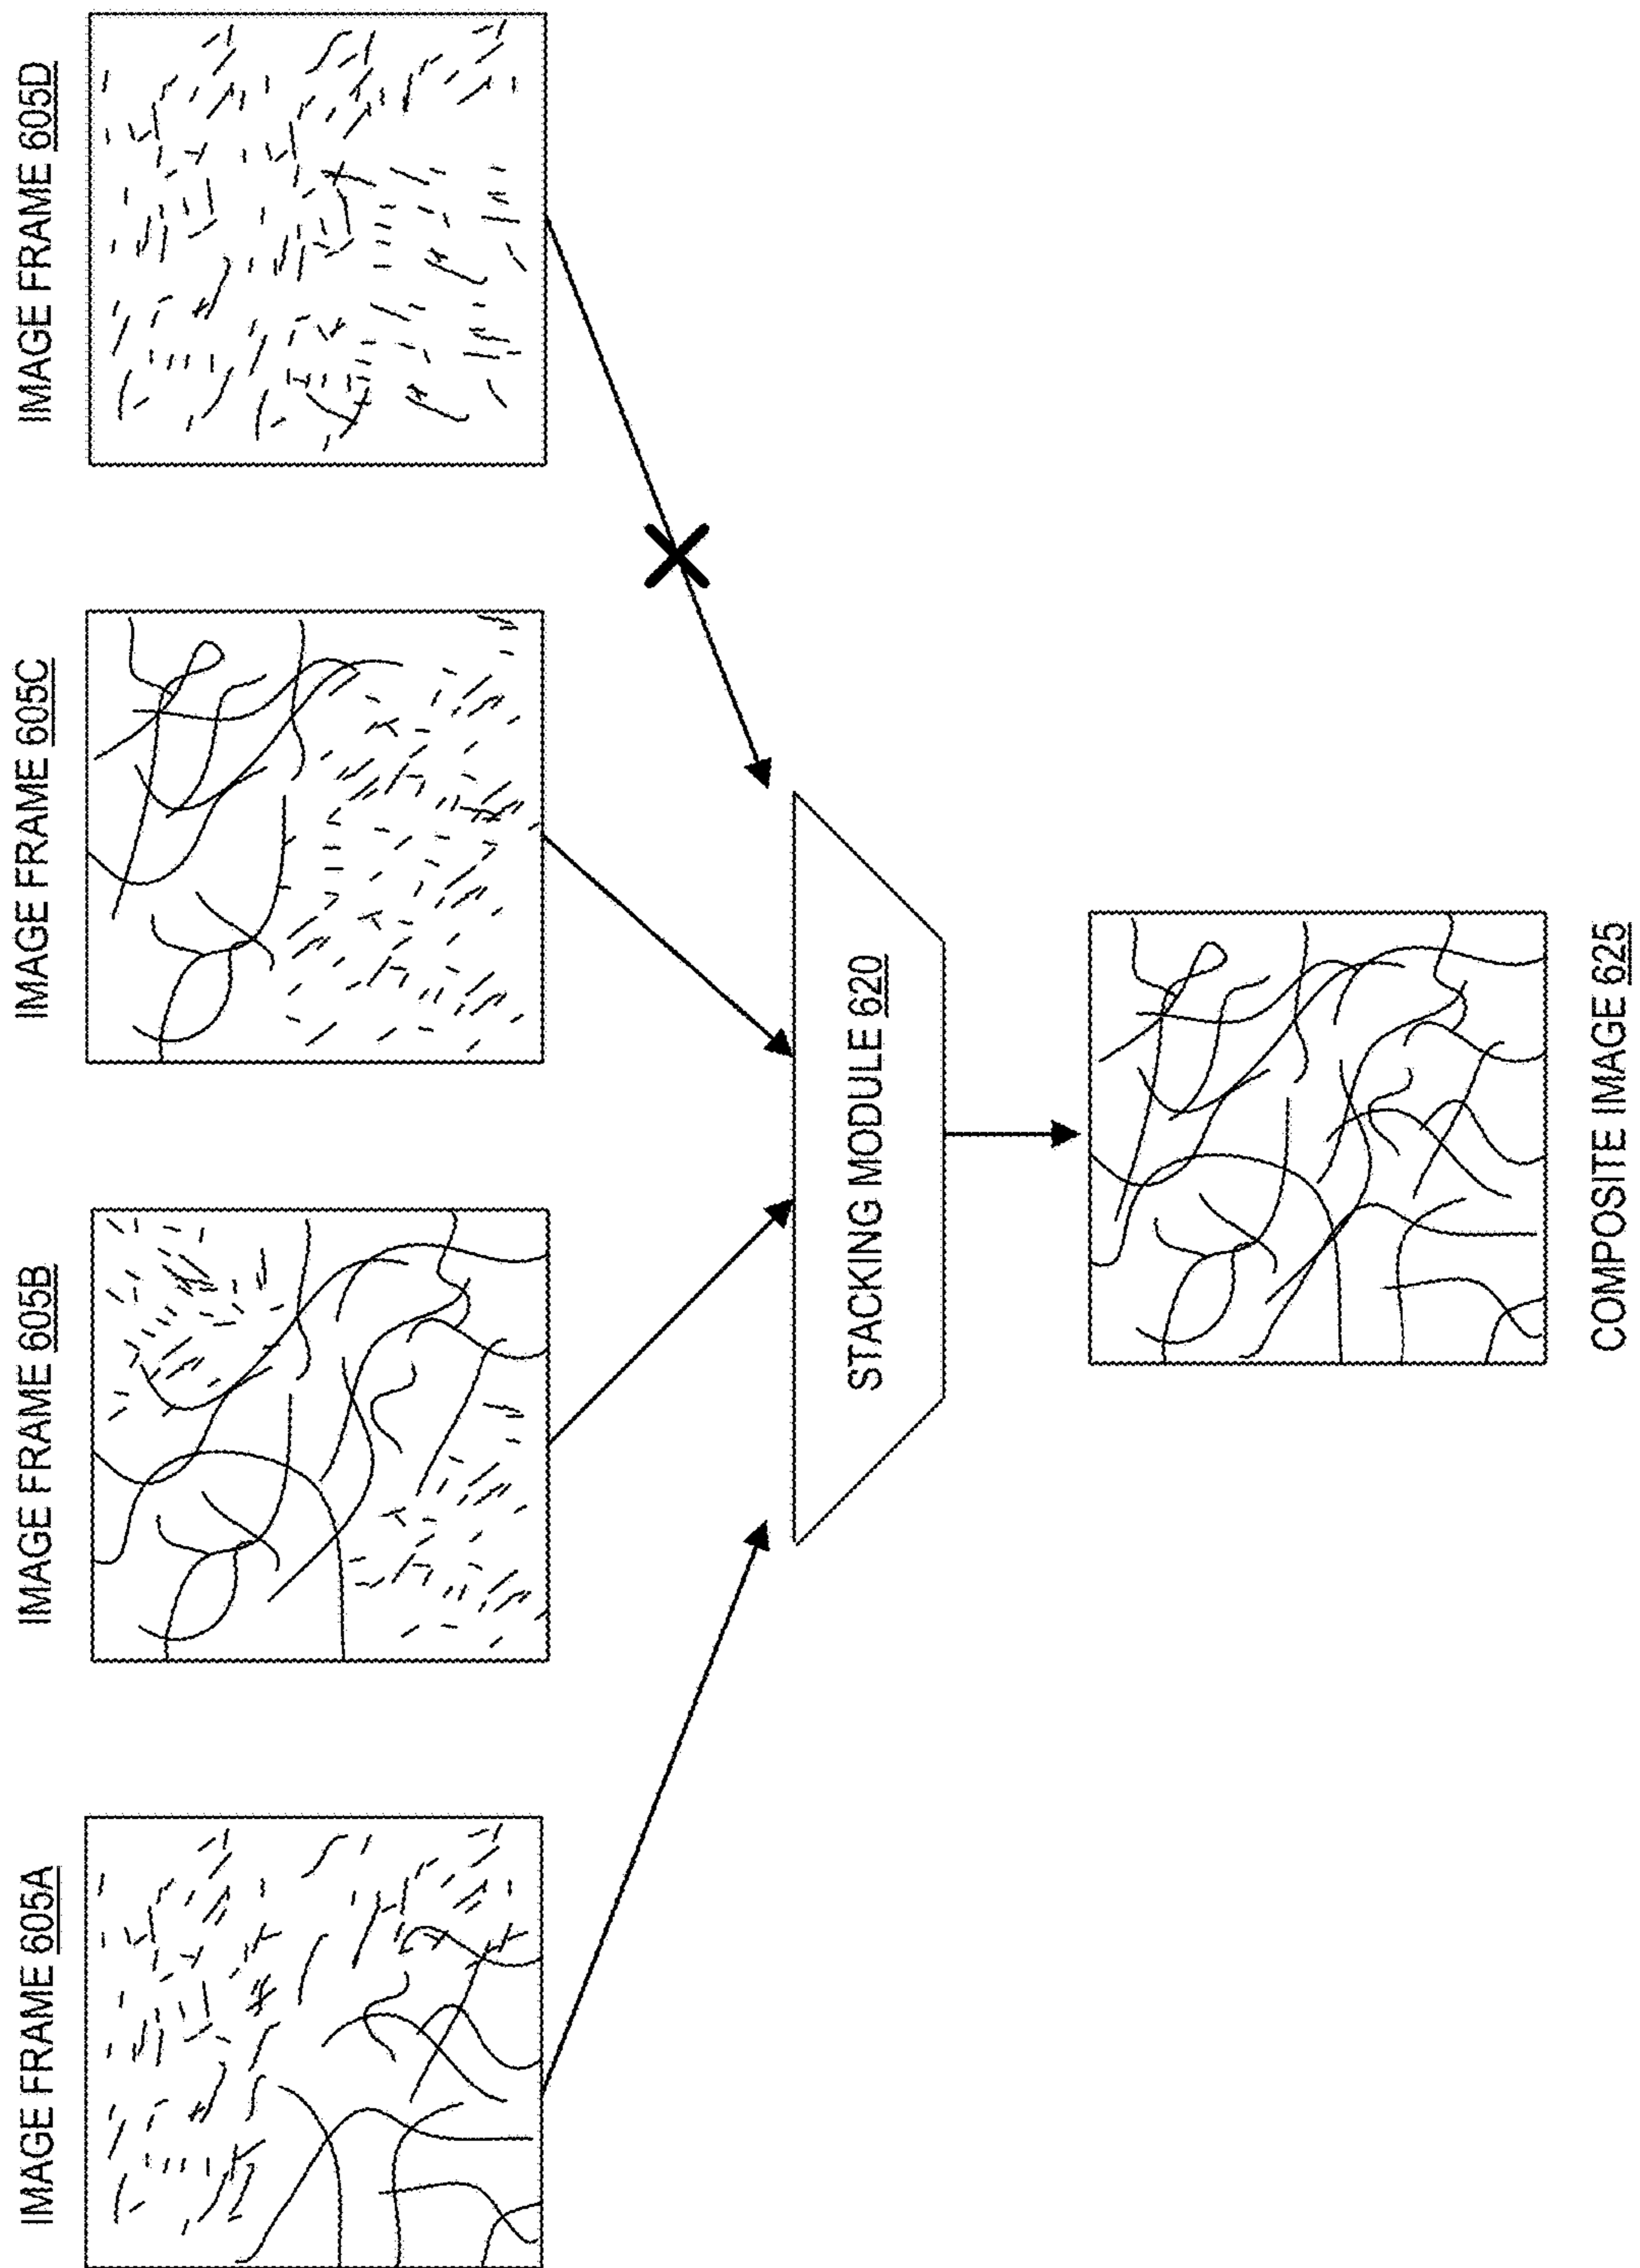 IMAGE FRAME 605A
IMAGE FRAME 605B
IMAGE FRAME 605C
IMAGE FRAME 605D
STACKING MODULE 620
COMPOSITE IMAGE 625